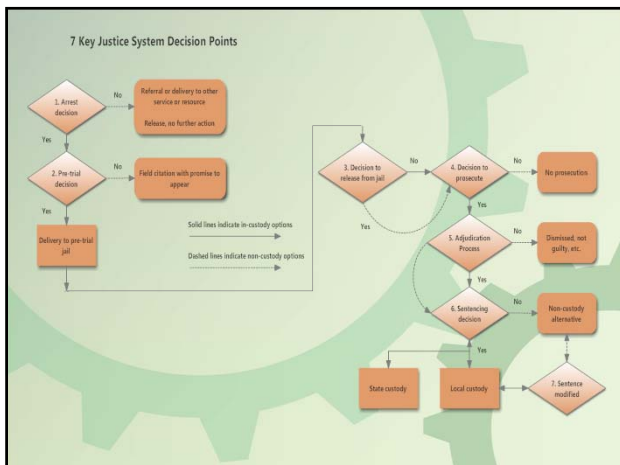 7 Key Justice System Decision Points
1. Arrest
decision
No
Referral or delivery to other
service or resource
Release, no further action
Yes
2. Pre-trial
decision
No
Field citation with promise to
appear
Yes
Delivery to pre-trial
jail
Solid lines indicate in-custody options
Dashed lines indicate non-custody options
3. Decision to
release from jail
No
Yes
4. Decision to
prosecute
No
No prosecution
Yes
5. Adjudication
Process
No
Dismissed, not
guilty, etc.
Yes
6. Sentencing
decision
No
Non-custody
alternative
Yes
State custody
Local custody
7. Sentence
modified